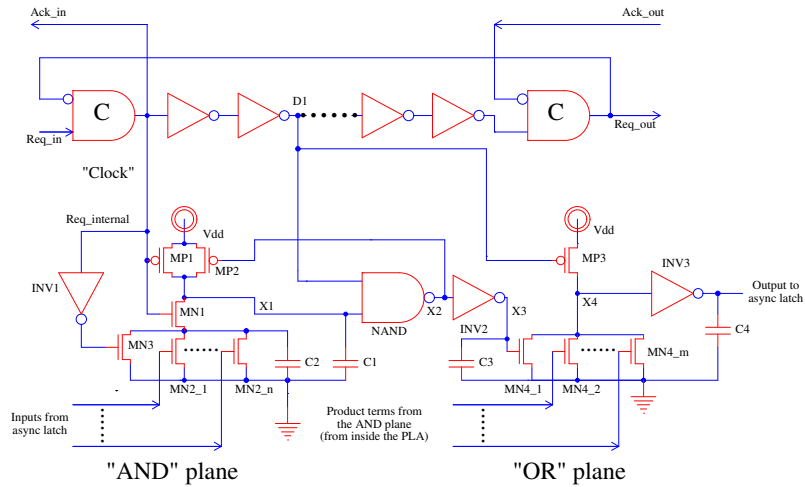 Ack_in
Ack_out
C
D1
C
Req_in
Req_out
"Clock"
Req_internal
Vdd
Vdd
MP1
MP2
MP3
INV1
INV3
Output to
async latch
MN1
X1
X2
X3
X4
NAND
INV2
MN3
C2
C1
C3
C4
MN2_1
MN2_n
MN4_1
MN4_2
MN4_m
Inputs from
async latch
Product terms from
the AND plane
(from inside the PLA)
"AND" plane
"OR" plane